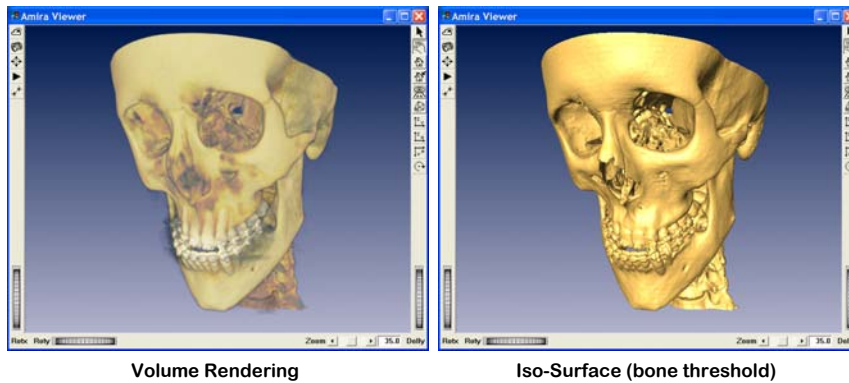 Amira Viewer
Rotx Roty Zoom 35.0 Dolly
Volume Rendering
Amira Viewer
Rotx Roty Zoom 35.0 Doll
Iso-Surface (bone threshold)